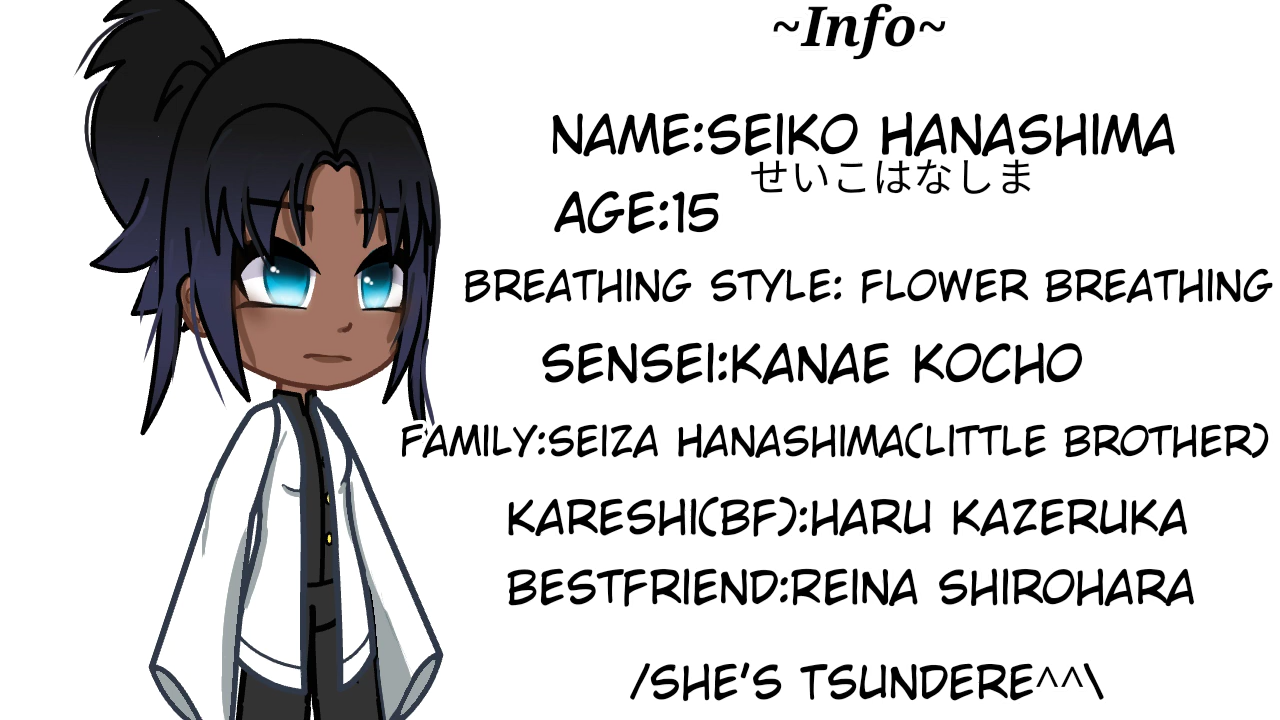 ~Info~
NAME:SEIKO HANASHIMA
せいこはなしま
AGE:15
BREATHING STYLE: FLOWER BREATHING
SENSEI:KANAE KOCHO
FAMILY:SEIZA HANASHIMA(LITTLE BROTHER)
KARESHI(BF):HARU KAZERUKA
BESTFRIEND:REINA SHIROHARA
/SHE'S TSUNDERE^^\